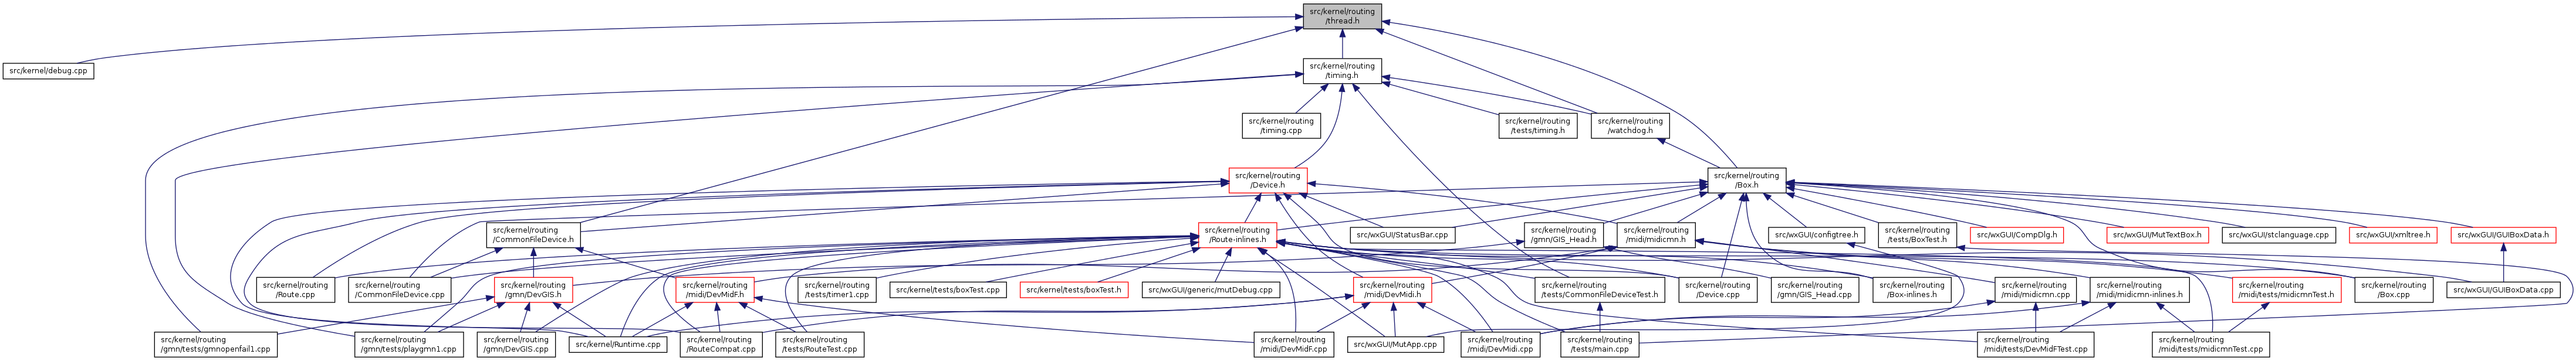 src/kernel/routing
/thread.h
src/kernel/debug.cpp
src/kernel/routing
/timing.h
src/kernel/routing
/timing.cpp
src/kernel/routing
/tests/timing.h
src/kernel/routing
/watchdog.h
src/kernel/routing
/Device.h
src/kernel/routing
/Box.h
src/kernel/routing
/CommonFileDevice.h
src/kernel/routing
/Route-inlines.h
src/wxGUI/StatusBar.cpp
src/kernel/routing
/gmn/GIS_Head.h
src/kernel/routing
/midi/midicmn.h
src/wxGUI/configtree.h
src/kernel/routing
/tests/BoxTest.h
src/wxGUI/CompDlg.h
src/wxGUI/MutTextBox.h
src/wxGUI/stclanguage.cpp
src/wxGUI/xmltree.h
src/wxGUI/GUIBoxData.h
src/kernel/routing
/Route.cpp
src/kernel/routing
/CommonFileDevice.cpp
src/kernel/routing
/gmn/DevGIS.h
src/kernel/routing
/midi/DevMidF.h
src/kernel/routing
/tests/timer1.cpp
src/kernel/tests/boxTest.cpp
src/kernel/tests/boxTest.h
src/wxGUI/generic/mutDebug.cpp
src/kernel/routing
/midi/DevMidi.h
src/kernel/routing
/tests/CommonFileDeviceTest.h
src/kernel/routing
/Device.cpp
src/kernel/routing
/gmn/GIS_Head.cpp
src/kernel/routing
/Box-inlines.h
src/kernel/routing
/midi/midicmn.cpp
src/kernel/routing
/midi/midicmn-inlines.h
src/kernel/routing
/midi/tests/midicmnTest.h
src/kernel/routing
/Box.cpp
src/wxGUI/GUIBoxData.cpp
src/kernel/routing
/gmn/tests/gmnopenfail1.cpp
src/kernel/routing
/gmn/tests/playgmn1.cpp
src/kernel/routing
/gmn/DevGIS.cpp
src/kernel/Runtime.cpp
src/kernel/routing
/RouteCompat.cpp
src/kernel/routing
/tests/RouteTest.cpp
src/kernel/routing
/midi/DevMidF.cpp
src/wxGUI/MutApp.cpp
src/kernel/routing
/midi/DevMidi.cpp
src/kernel/routing
/tests/main.cpp
src/kernel/routing
/midi/tests/DevMidFTest.cpp
src/kernel/routing
/midi/tests/midicmnTest.cpp